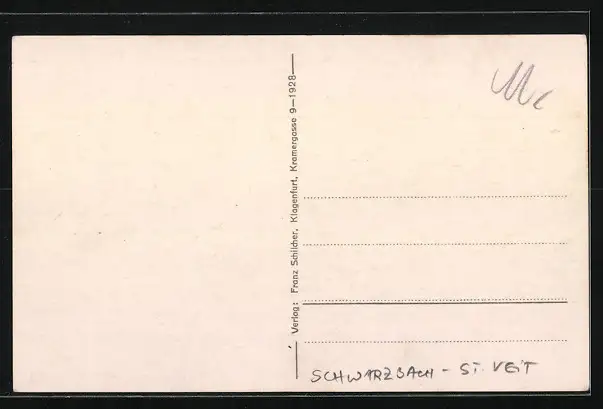 Verlag: Franz Schilcher, Klagenfurt, Kramergasse 9—1928
SCHWARZBACH - ST. VEIT